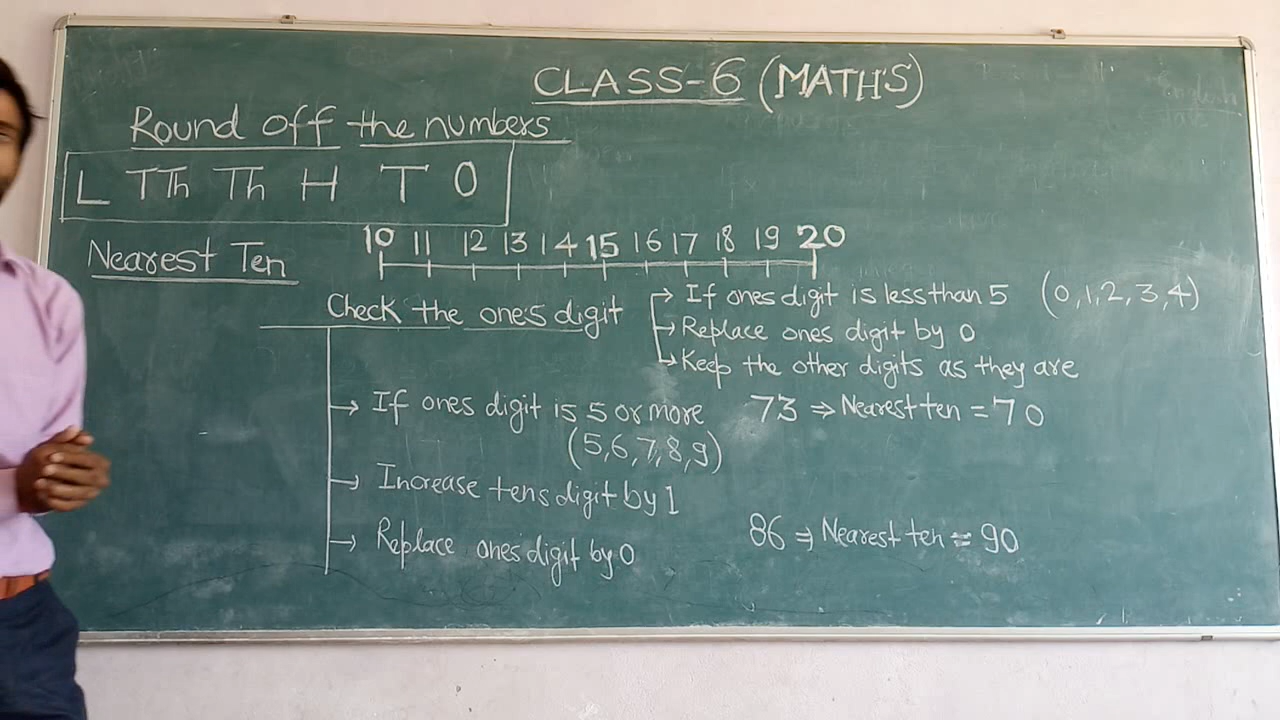 CLASS-6 (MATH'S)
Round off the numbers
L TTh Th H T O
10 11 12 13 14 15 16 17 18 19 20
Nearest Ten
Check the one's digit
If ones digit is less than 5 (0,1,2,3,4)
Replace ones digit by 0
Keep the other digits as they are
If ones digit is 5 or more
(5,6,7,8,9)
73 ⇒ Nearest ten = 70
Increase tens digit by 1
Replace ones digit by 0
86 ⇒ Nearest ten = 90